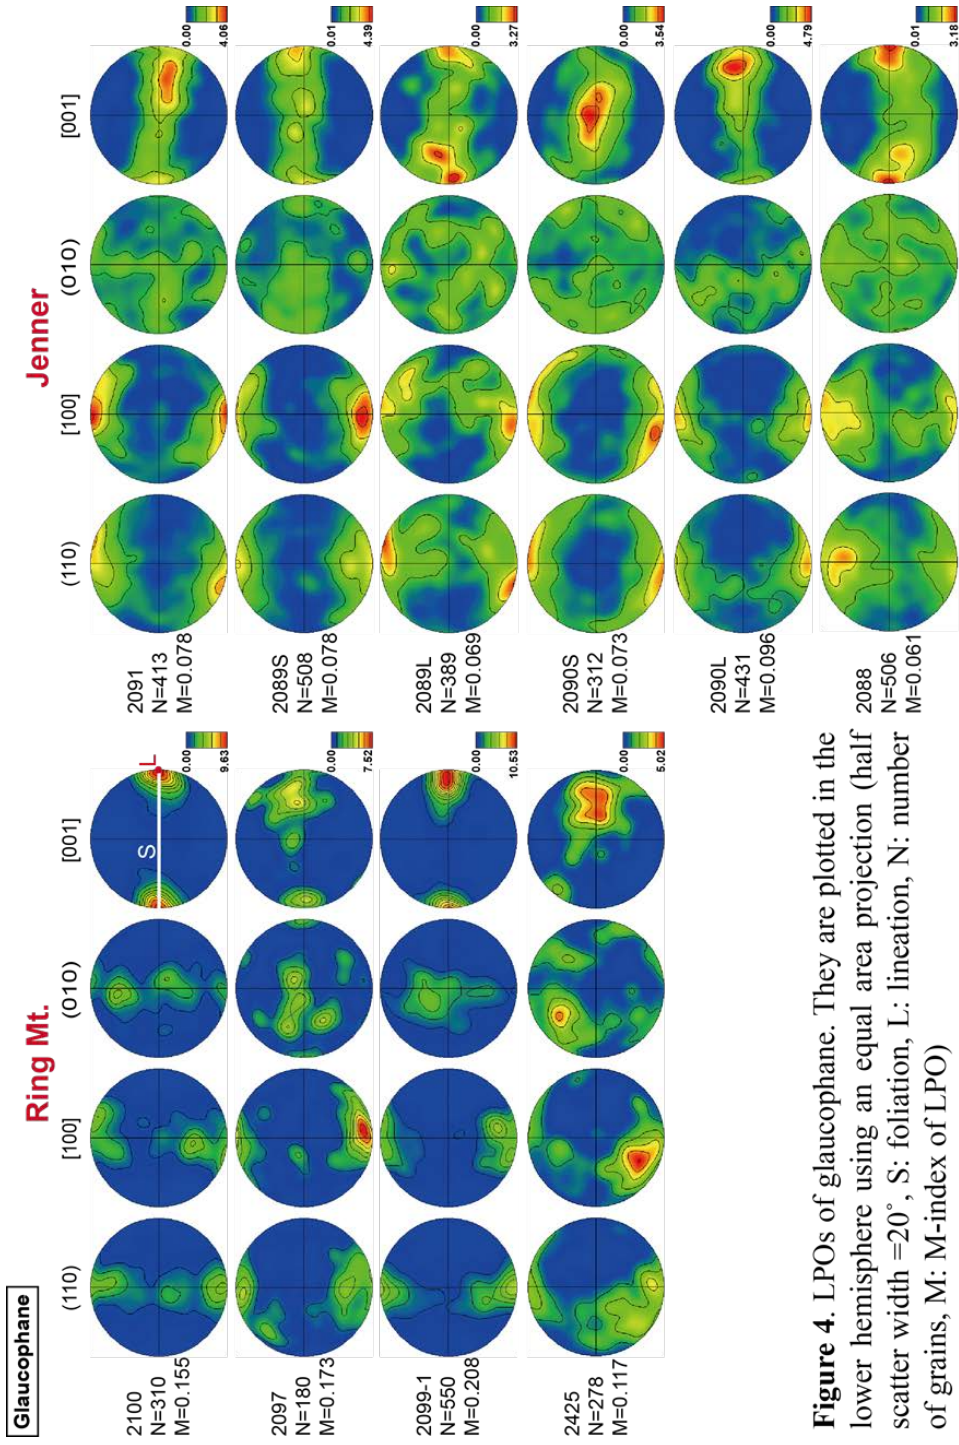 Glaucophane
Ring Mt.
(110)
[100]
(010)
[001]
2100
N=310
M=0.155
S
L
0.00
9.63
2097
N=180
M=0.173
0.00
7.52
2099-1
N=550
M=0.208
0.00
10.53
2425
N=278
M=0.117
0.00
5.02
Jenner
(110)
[100]
(010)
[001]
2091
N=413
M=0.078
0.00
4.06
2089S
N=508
M=0.078
0.01
4.39
2089L
N=389
M=0.069
0.00
3.27
2090S
N=312
M=0.073
0.00
3.54
2090L
N=431
M=0.096
0.00
4.79
2088
N=506
M=0.061
0.01
3.18
Figure 4. LPOs of glaucophane. They are plotted in the
lower hemisphere using an equal area projection (half
scatter width =20˚, S: foliation, L: lineation, N: number
of grains, M: M-index of LPO)